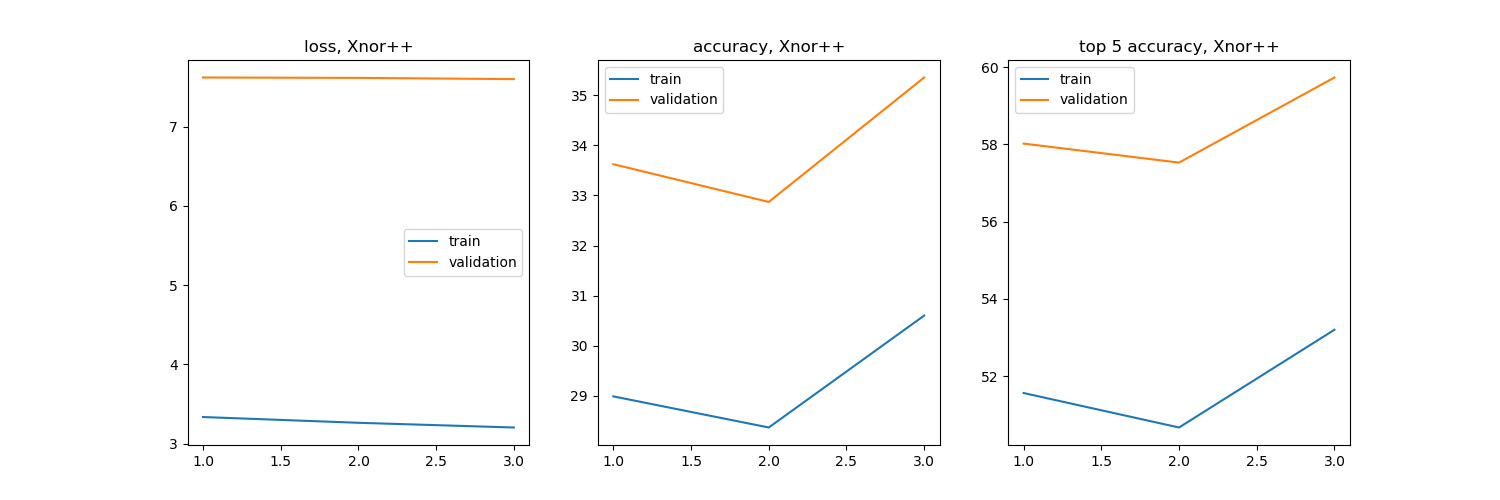 loss, Xnor++
7
6
5
4
3
1.0 1.5 2.0 2.5 3.0
train
validation
accuracy, Xnor++
35
34
33
32
31
30
29
1.0 1.5 2.0 2.5 3.0
train
validation
top 5 accuracy, Xnor++
60
58
56
54
52
1.0 1.5 2.0 2.5 3.0
train
validation